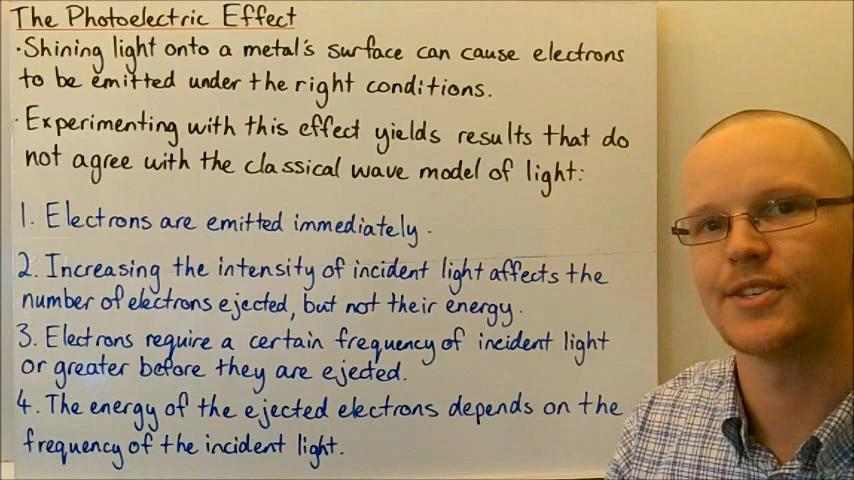 The Photoelectric Effect
·Shining light onto a metal's surface can cause electrons
to be emitted under the right conditions.
·Experimenting with this effect yields results that do
not agree with the classical wave model of light:
1. Electrons are emitted immediately.
2. Increasing the intensity of incident light affects the
number of electrons ejected, but not their energy.
3. Electrons require a certain frequency of incident light
or greater before they are ejected.
4. The energy of the ejected electrons depends on the
frequency of the incident light.